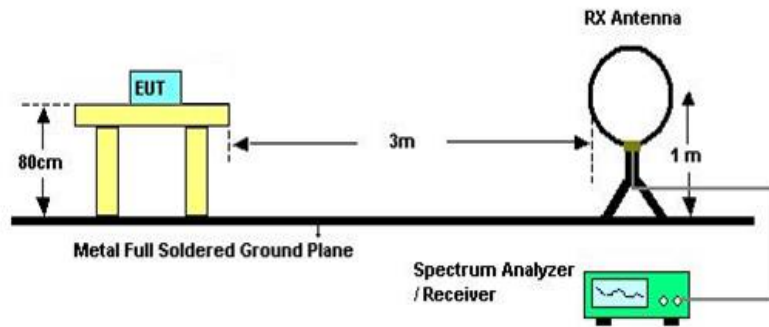 RX Antenna
EUT
3m
80cm
1 m
Metal Full Soldered Ground Plane
Spectrum Analyzer
/ Receiver